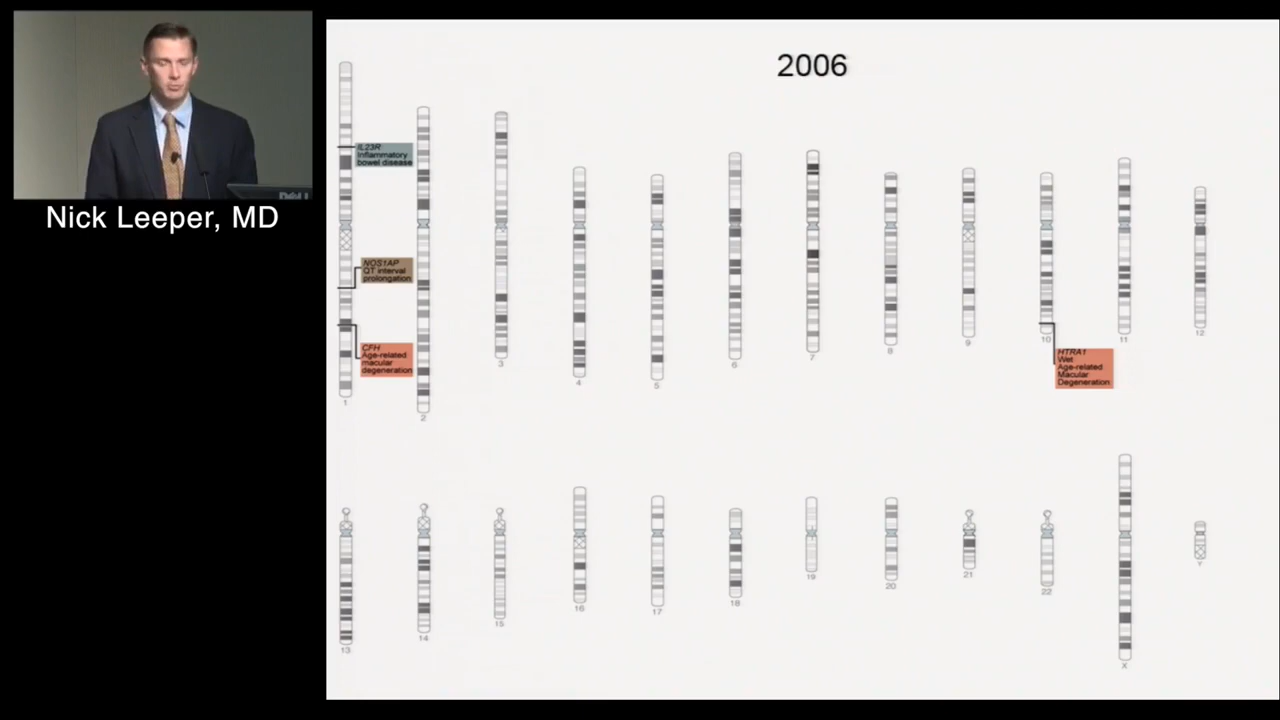 2006
IL23R
Inflammatory
bowel disease
NOS1AP
QT interval
prolongation
CFH
Age-related
macular
degeneration
HTRA1
Wet
Age-related
Macular
Degeneration
1
2
3
4
5
6
7
8
9
10
11
12
13
14
15
16
17
18
19
20
21
22
X
Y
DELL
Nick Leeper, MD